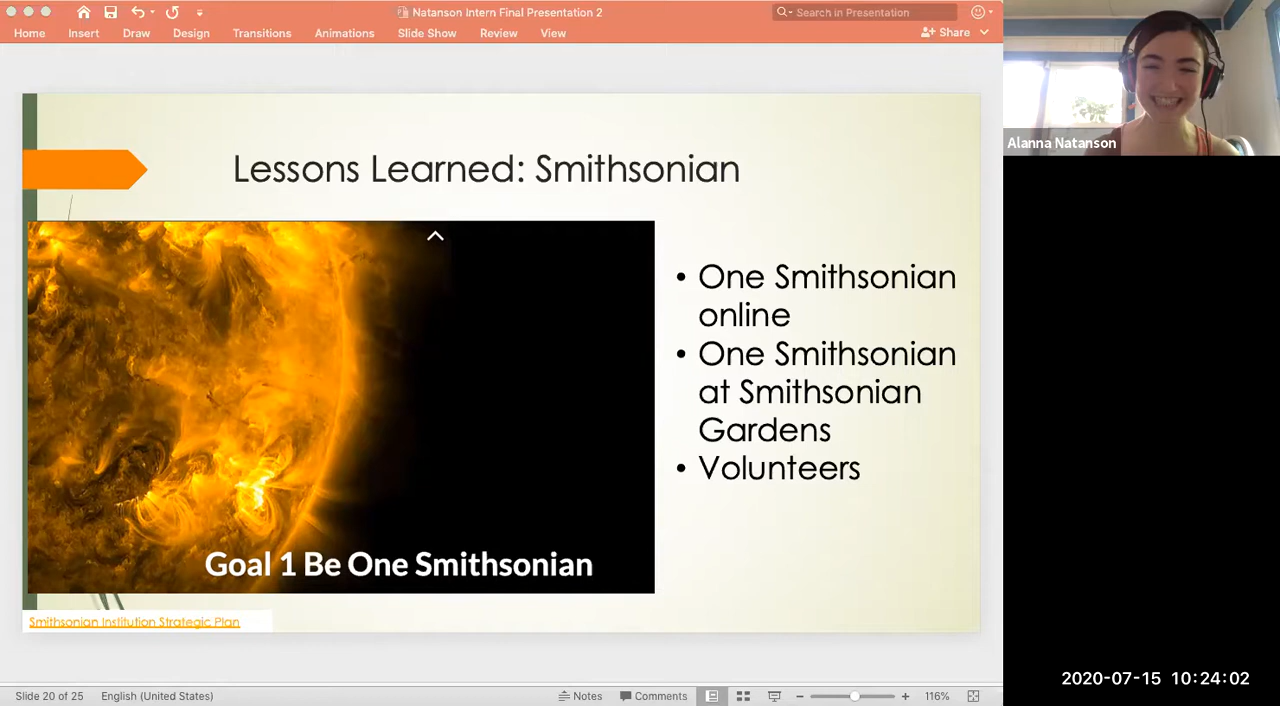 Natanson Intern Final Presentation 2
Search in Presentation
Home Insert Draw Design Transitions Animations Slide Show Review View
Share
Alanna Natanson
Lessons Learned: Smithsonian
Goal 1 Be One Smithsonian
• One Smithsonian
online
• One Smithsonian
at Smithsonian
Gardens
• Volunteers
Smithsonian Institution Strategic Plan
2020-07-15 10:24:02
Slide 20 of 25 English (United States) Notes Comments 116%